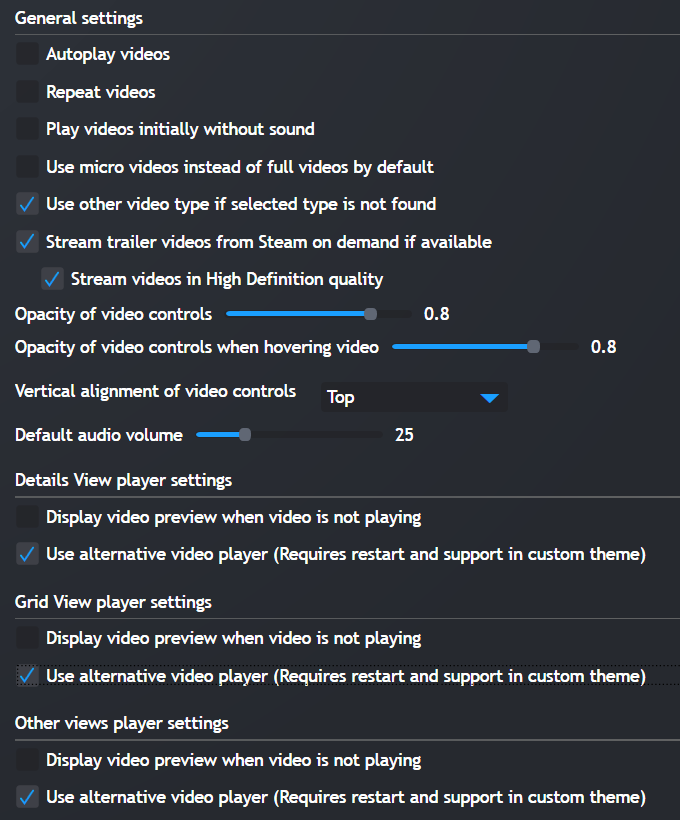 General settings
Autoplay videos
Repeat videos
Play videos initially without sound
Use micro videos instead of full videos by default
Use other video type if selected type is not found
Stream trailer videos from Steam on demand if available
Stream videos in High Definition quality
Opacity of video controls 0.8
Opacity of video controls when hovering video 0.8
Vertical alignment of video controls Top
Default audio volume 25
Details View player settings
Display video preview when video is not playing
Use alternative video player (Requires restart and support in custom theme)
Grid View player settings
Display video preview when video is not playing
Use alternative video player (Requires restart and support in custom theme)
Other views player settings
Display video preview when video is not playing
Use alternative video player (Requires restart and support in custom theme)